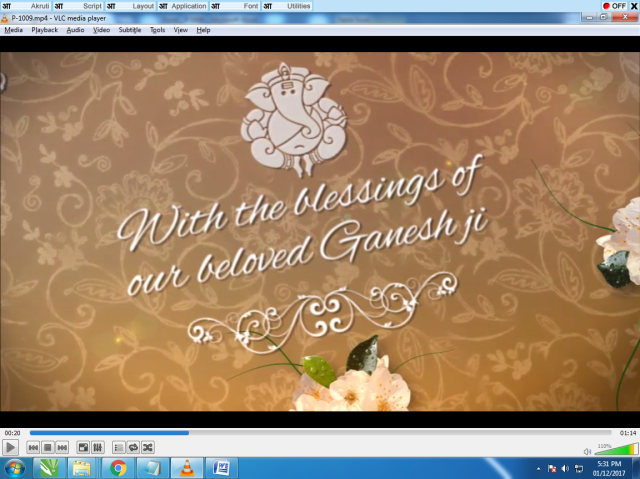 अा Akruti अा Script अा Layout अा Application अा Font अा Utilities OFF X
P-1009.mp4 - VLC media player
Media Playback Audio Video Subtitle Tools View Help
With the blessings of
our beloved Ganesh ji
00:20 01:14
110%
5:31 PM
01/12/2017